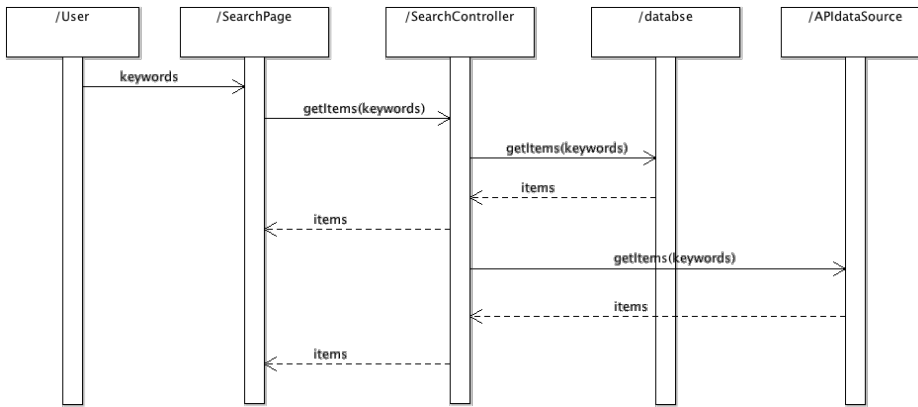 /User
/SearchPage
/SearchController
/databse
/APIdataSource
keywords
getItems(keywords)
getItems(keywords)
items
items
getItems(keywords)
items
items